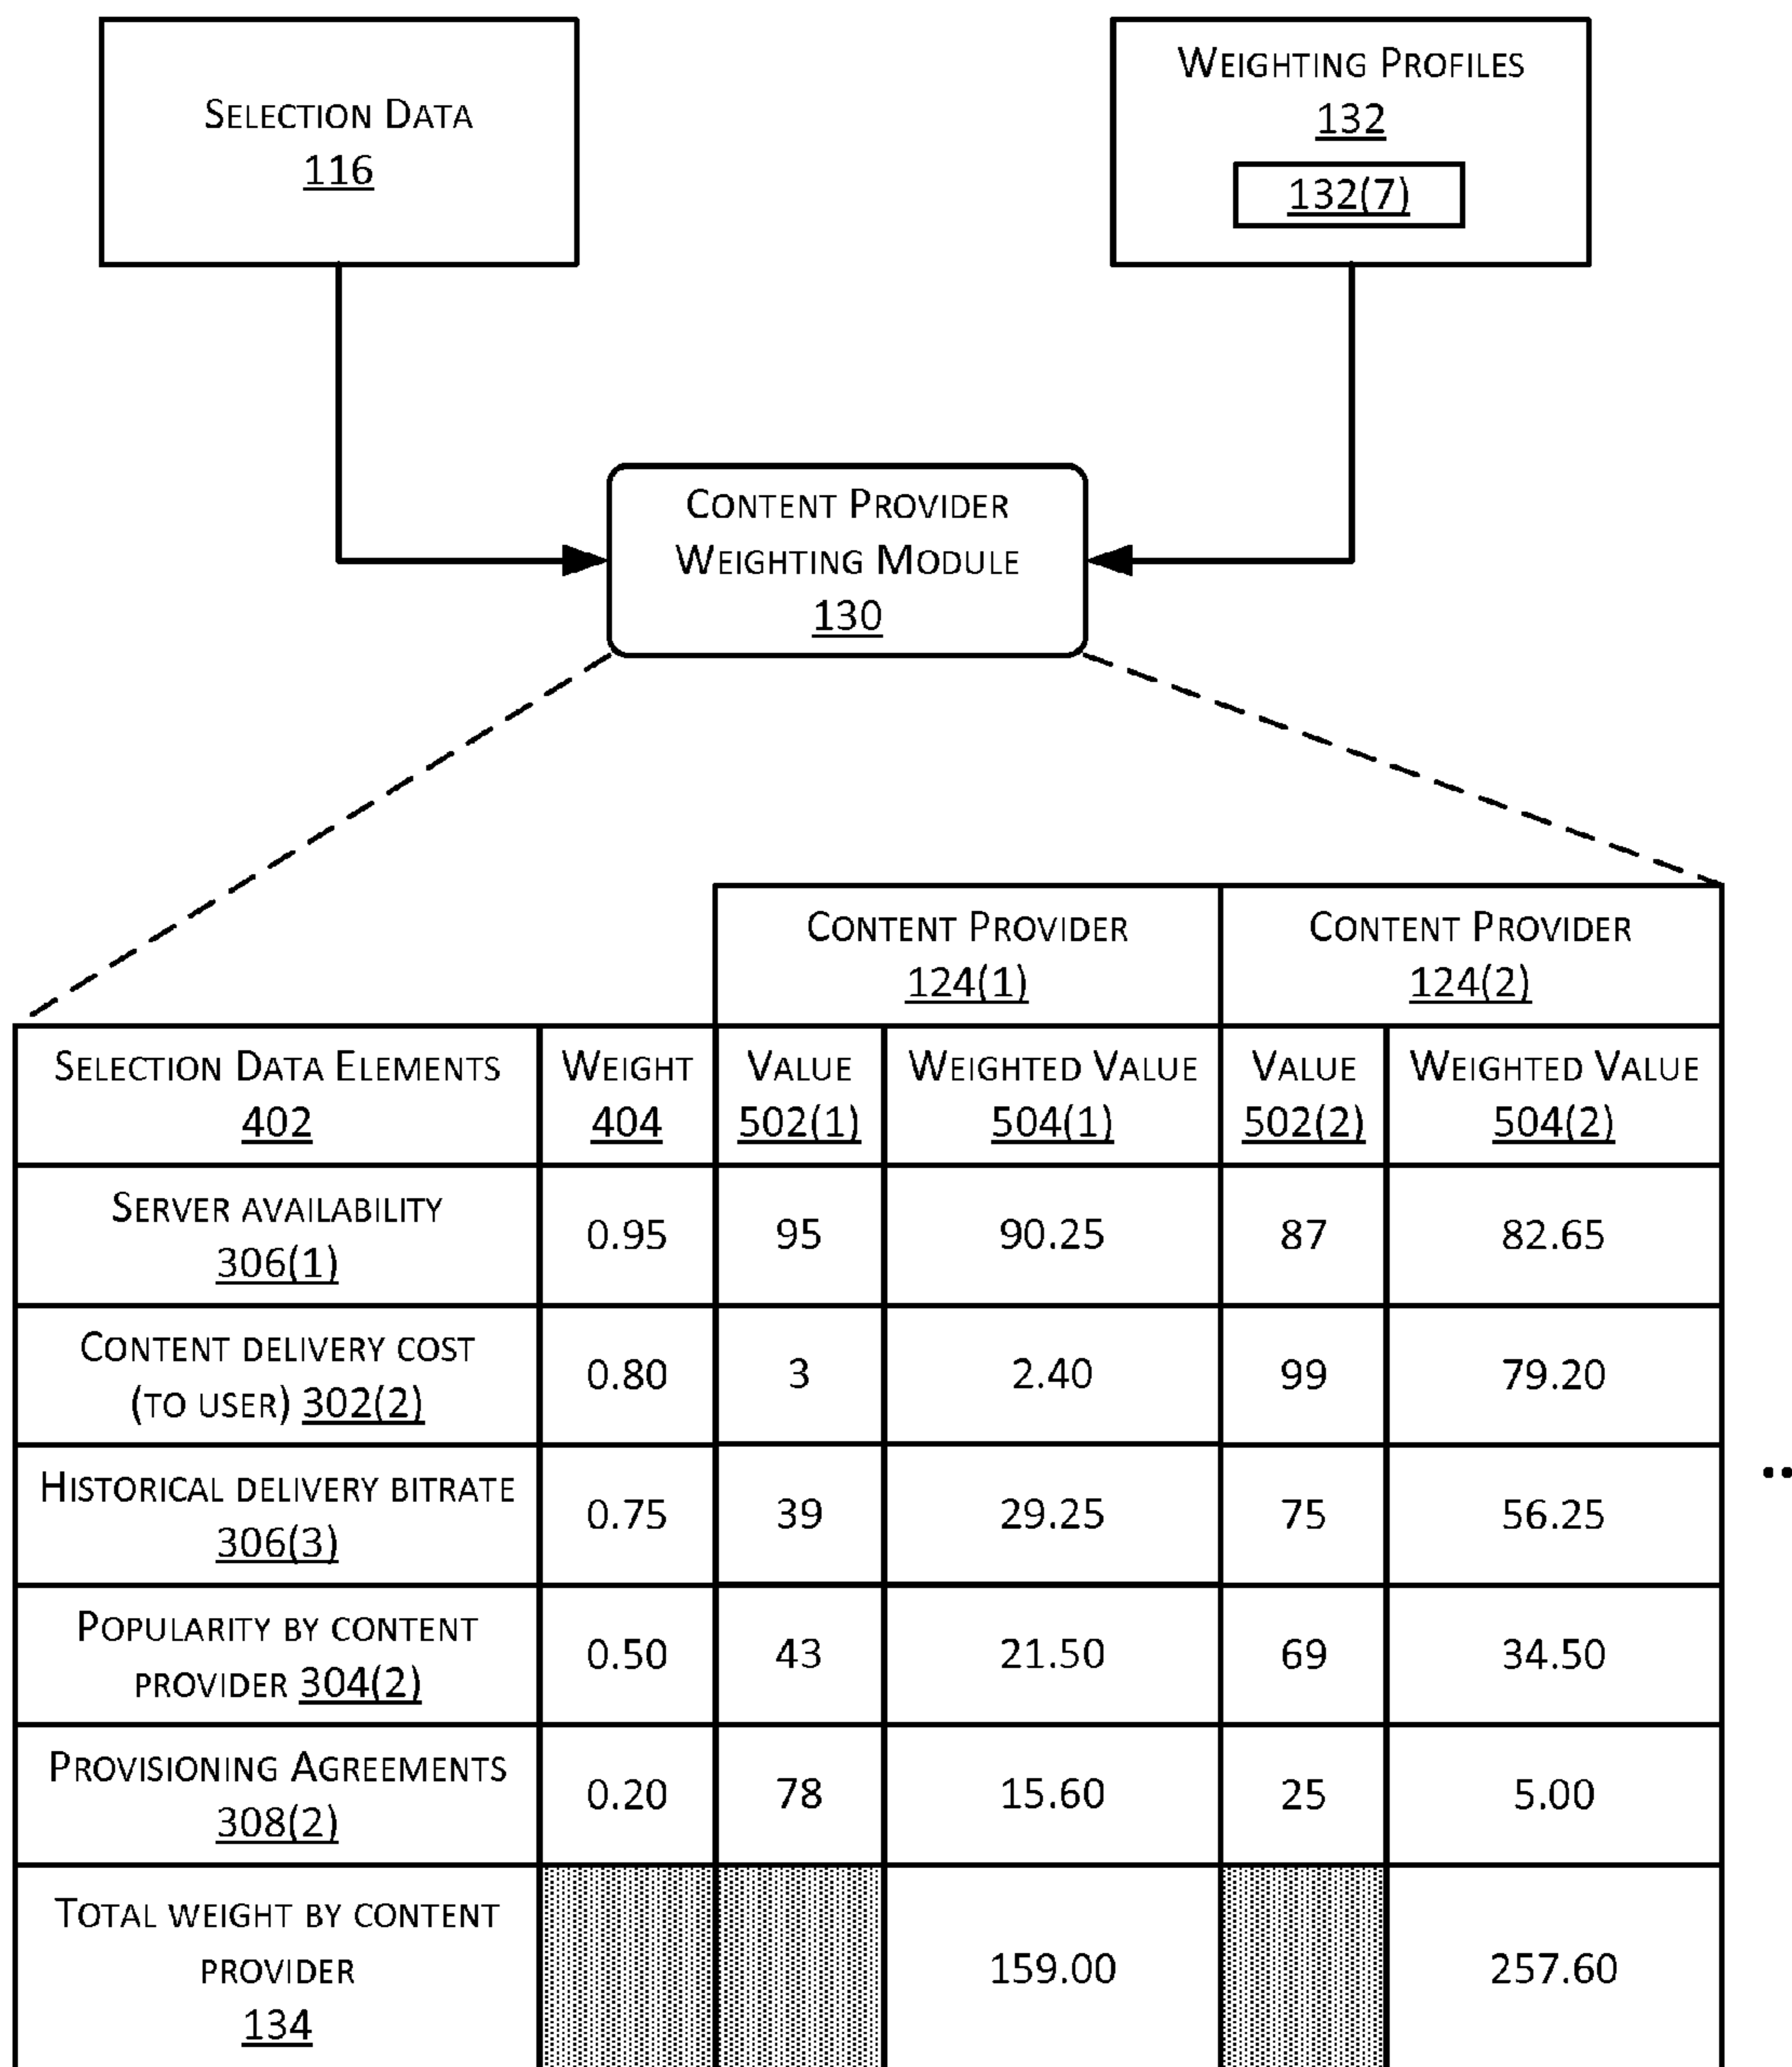 SELECTION DATA
116
WEIGHTING PROFILES
132
132(7)
CONTENT PROVIDER
WEIGHTING MODULE
130
CONTENT PROVIDER
124(1)
CONTENT PROVIDER
124(2)
SELECTION DATA ELEMENTS
402
WEIGHT
404
VALUE
502(1)
WEIGHTED VALUE
504(1)
VALUE
502(2)
WEIGHTED VALUE
504(2)
SERVER AVAILABILITY
306(1)
0.95
95
90.25
87
82.65
CONTENT DELIVERY COST
(TO USER) 302(2)
0.80
3
2.40
99
79.20
HISTORICAL DELIVERY BITRATE
306(3)
0.75
39
29.25
75
56.25
POPULARITY BY CONTENT
PROVIDER 304(2)
0.50
43
21.50
69
34.50
PROVISIONING AGREEMENTS
308(2)
0.20
78
15.60
25
5.00
TOTAL WEIGHT BY CONTENT
PROVIDER
134
159.00
257.60